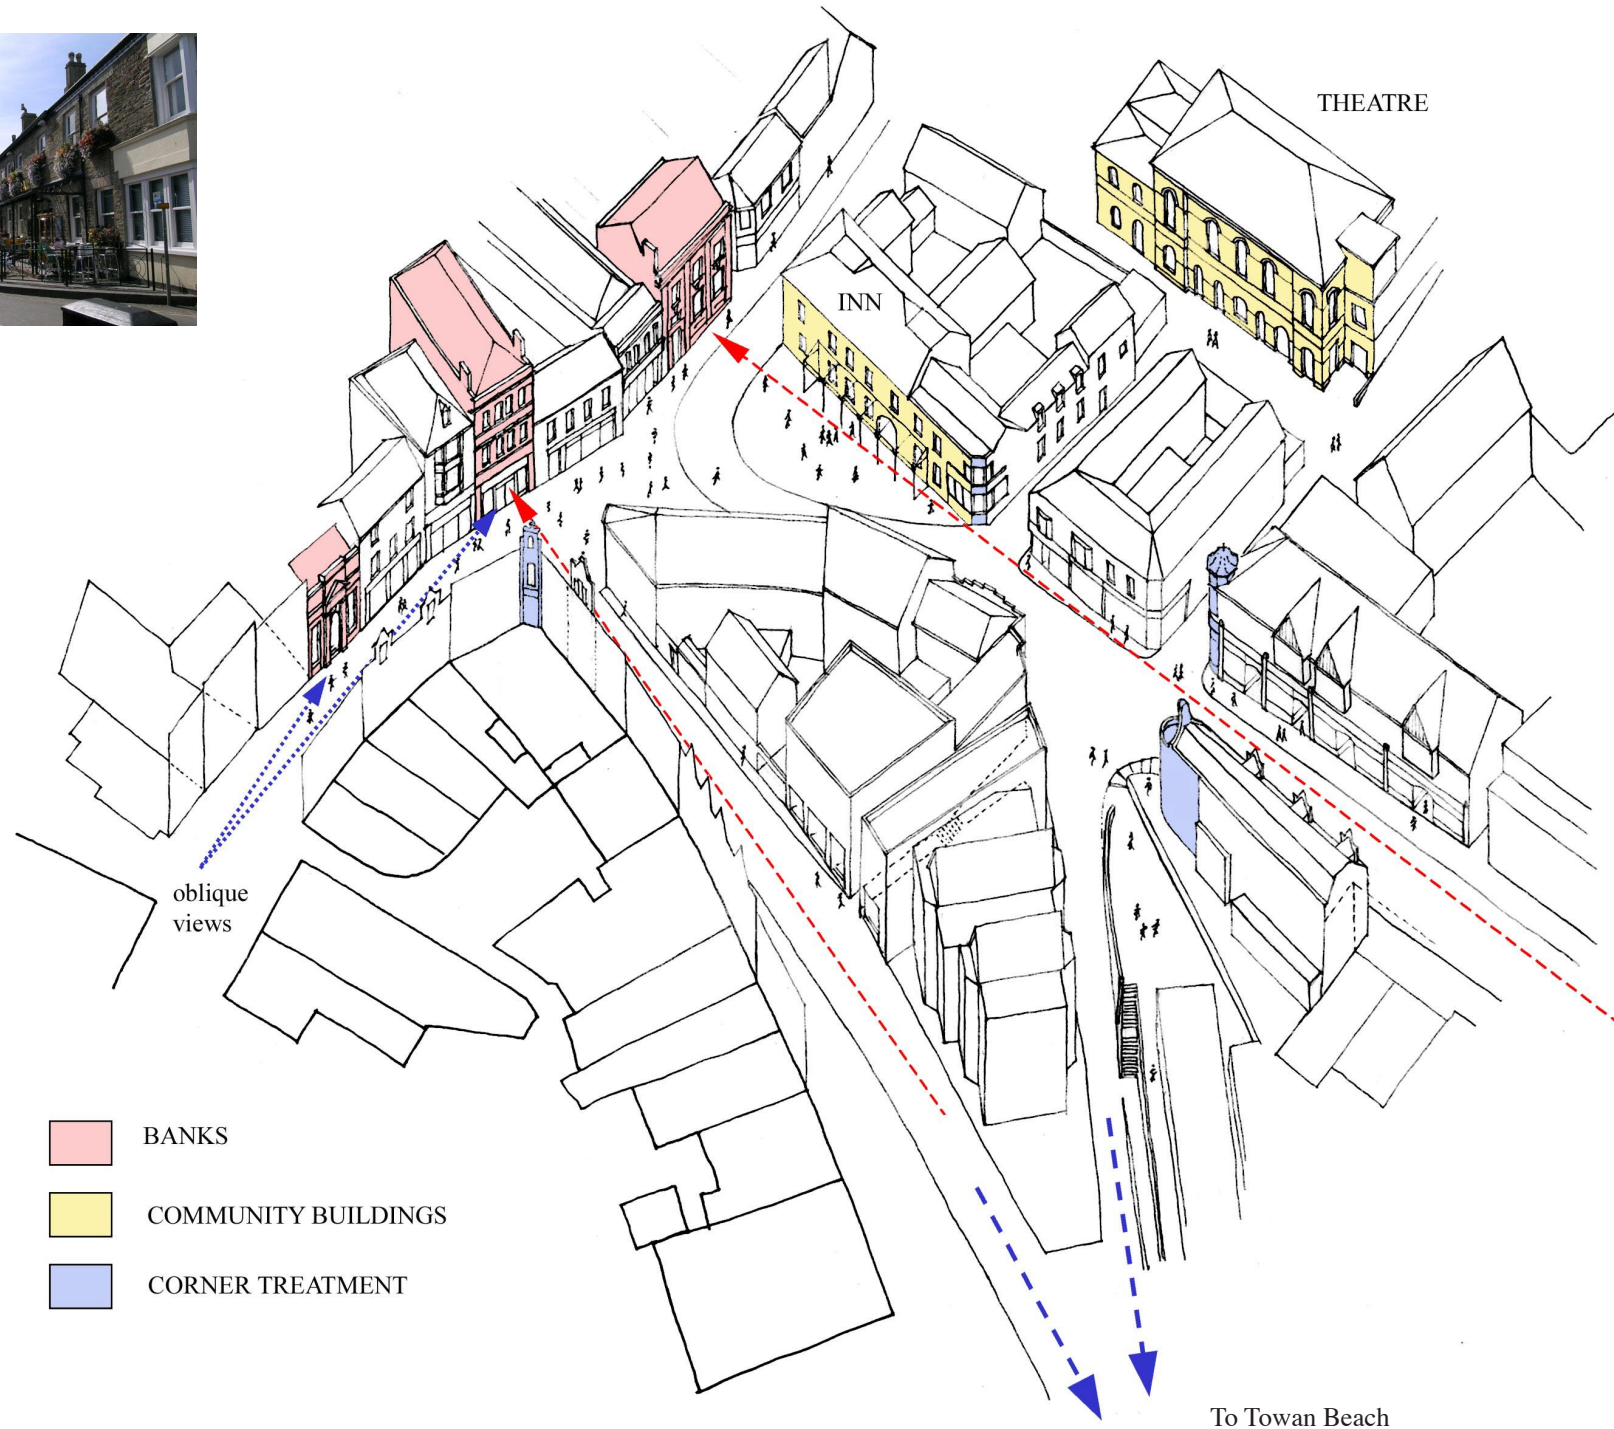 THEATRE
INN
oblique
views
BANKS
COMMUNITY BUILDINGS
CORNER TREATMENT
To Towan Beach